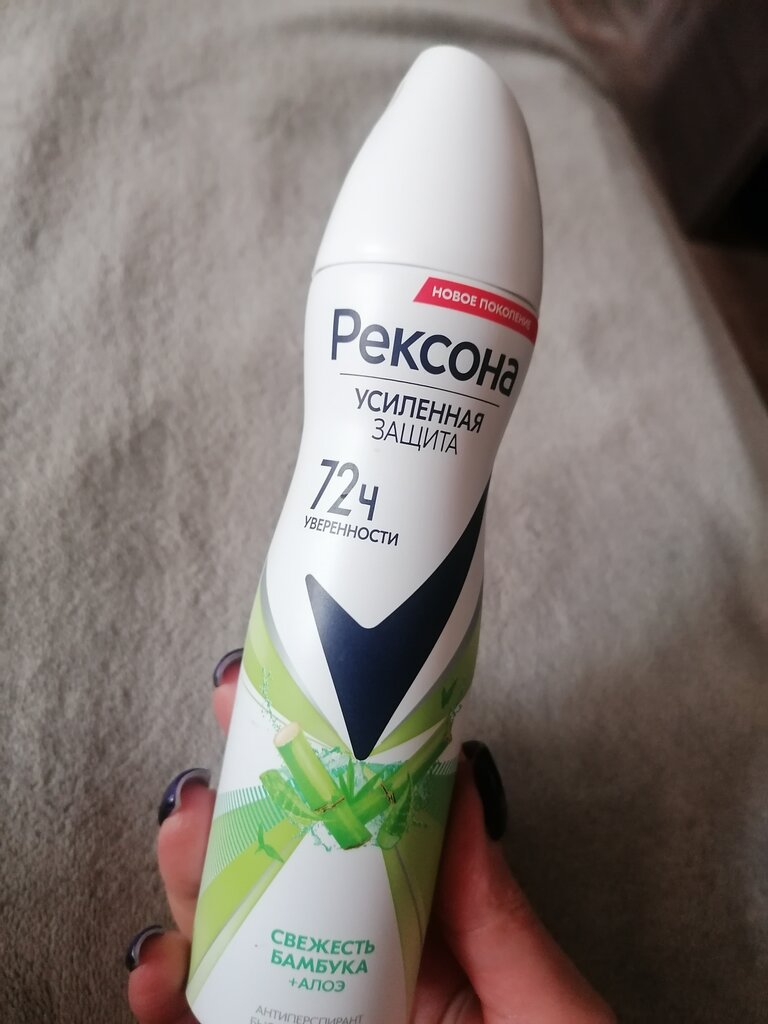 НОВОЕ ПОКОЛЕНИЕ
Рексона
УСИЛЕННАЯ
ЗАЩИТА
72ч
УВЕРЕННОСТИ
СВЕЖЕСТЬ
БАМБУКА
+АЛОЭ
АНТИПЕРСПИРАНТ